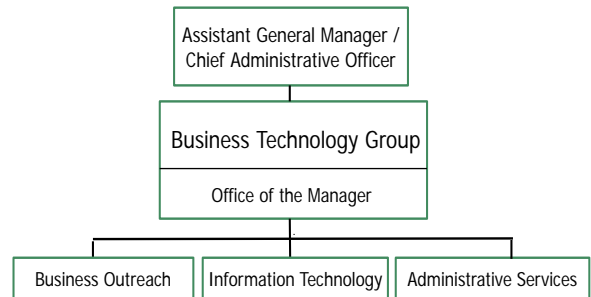 Assistant General Manager /
Chief Administrative Officer
Business Technology Group
Office of the Manager
Business Outreach
Information Technology
Administrative Services